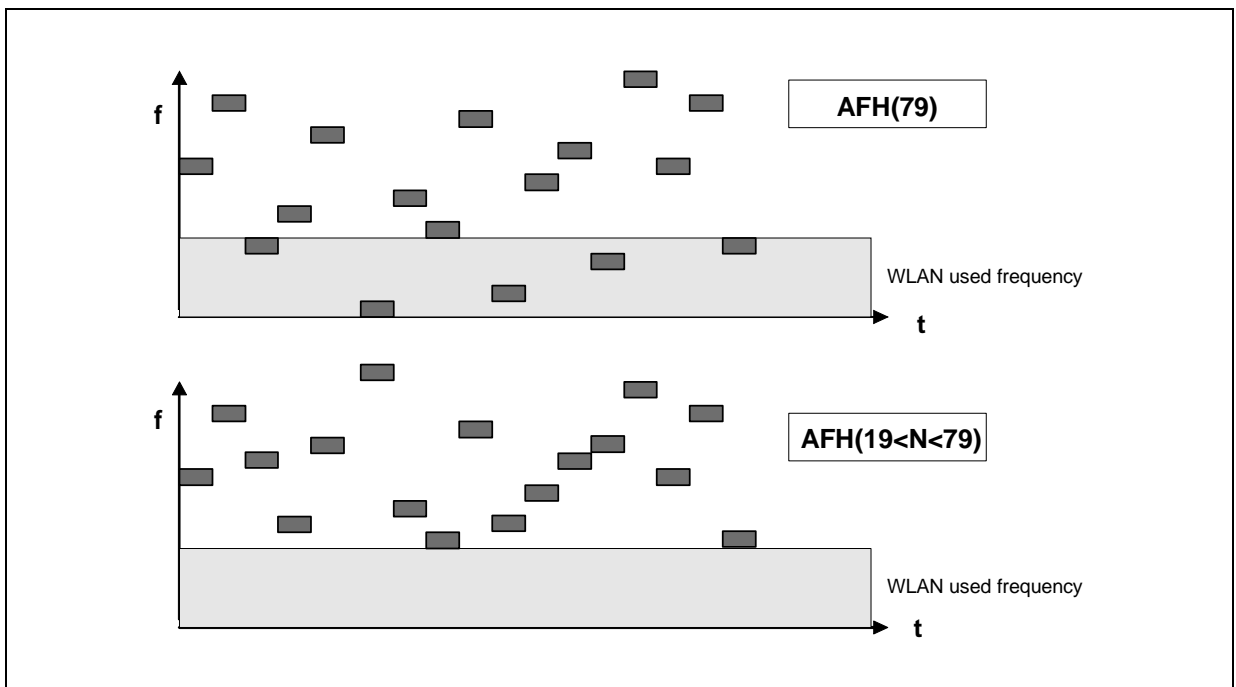 f
AFH(79)
WLAN used frequency
t
f
AFH(19<N<79)
WLAN used frequency
t